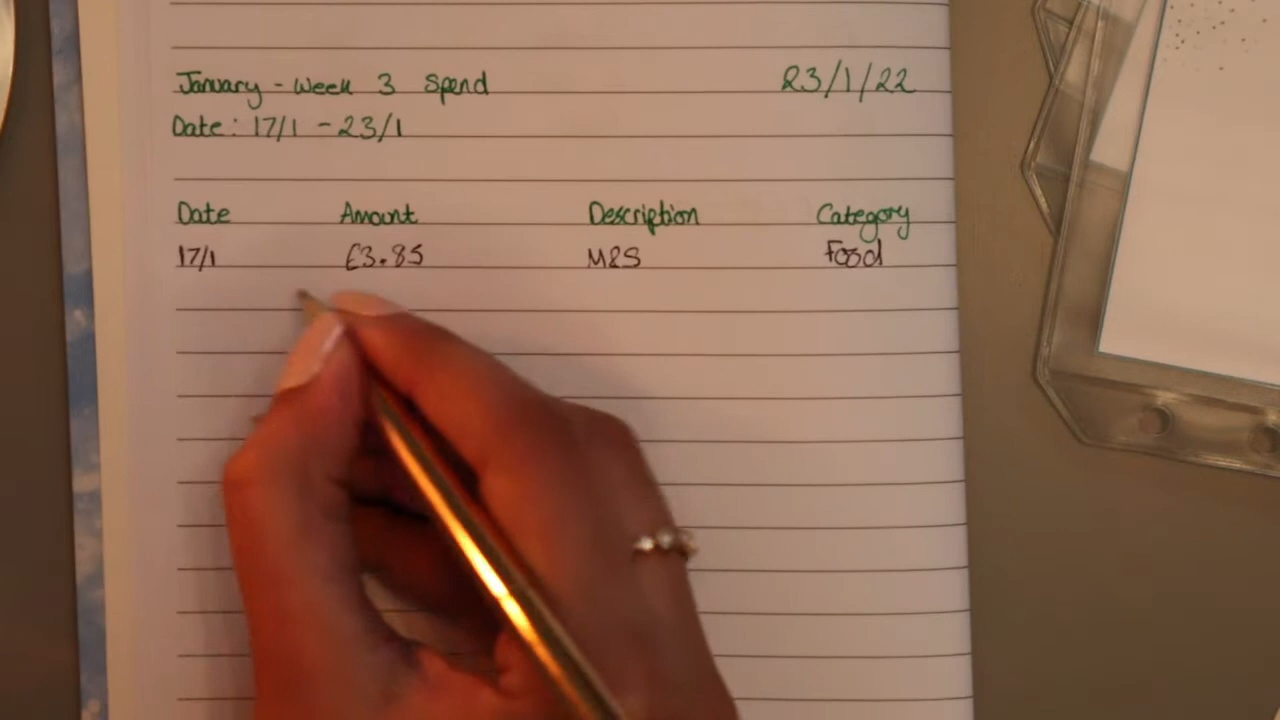 January - Week 3 Spend 23/1/22
Date: 17/1 - 23/1
Date Amount Description Category
17/1 £3.85 M&S Food